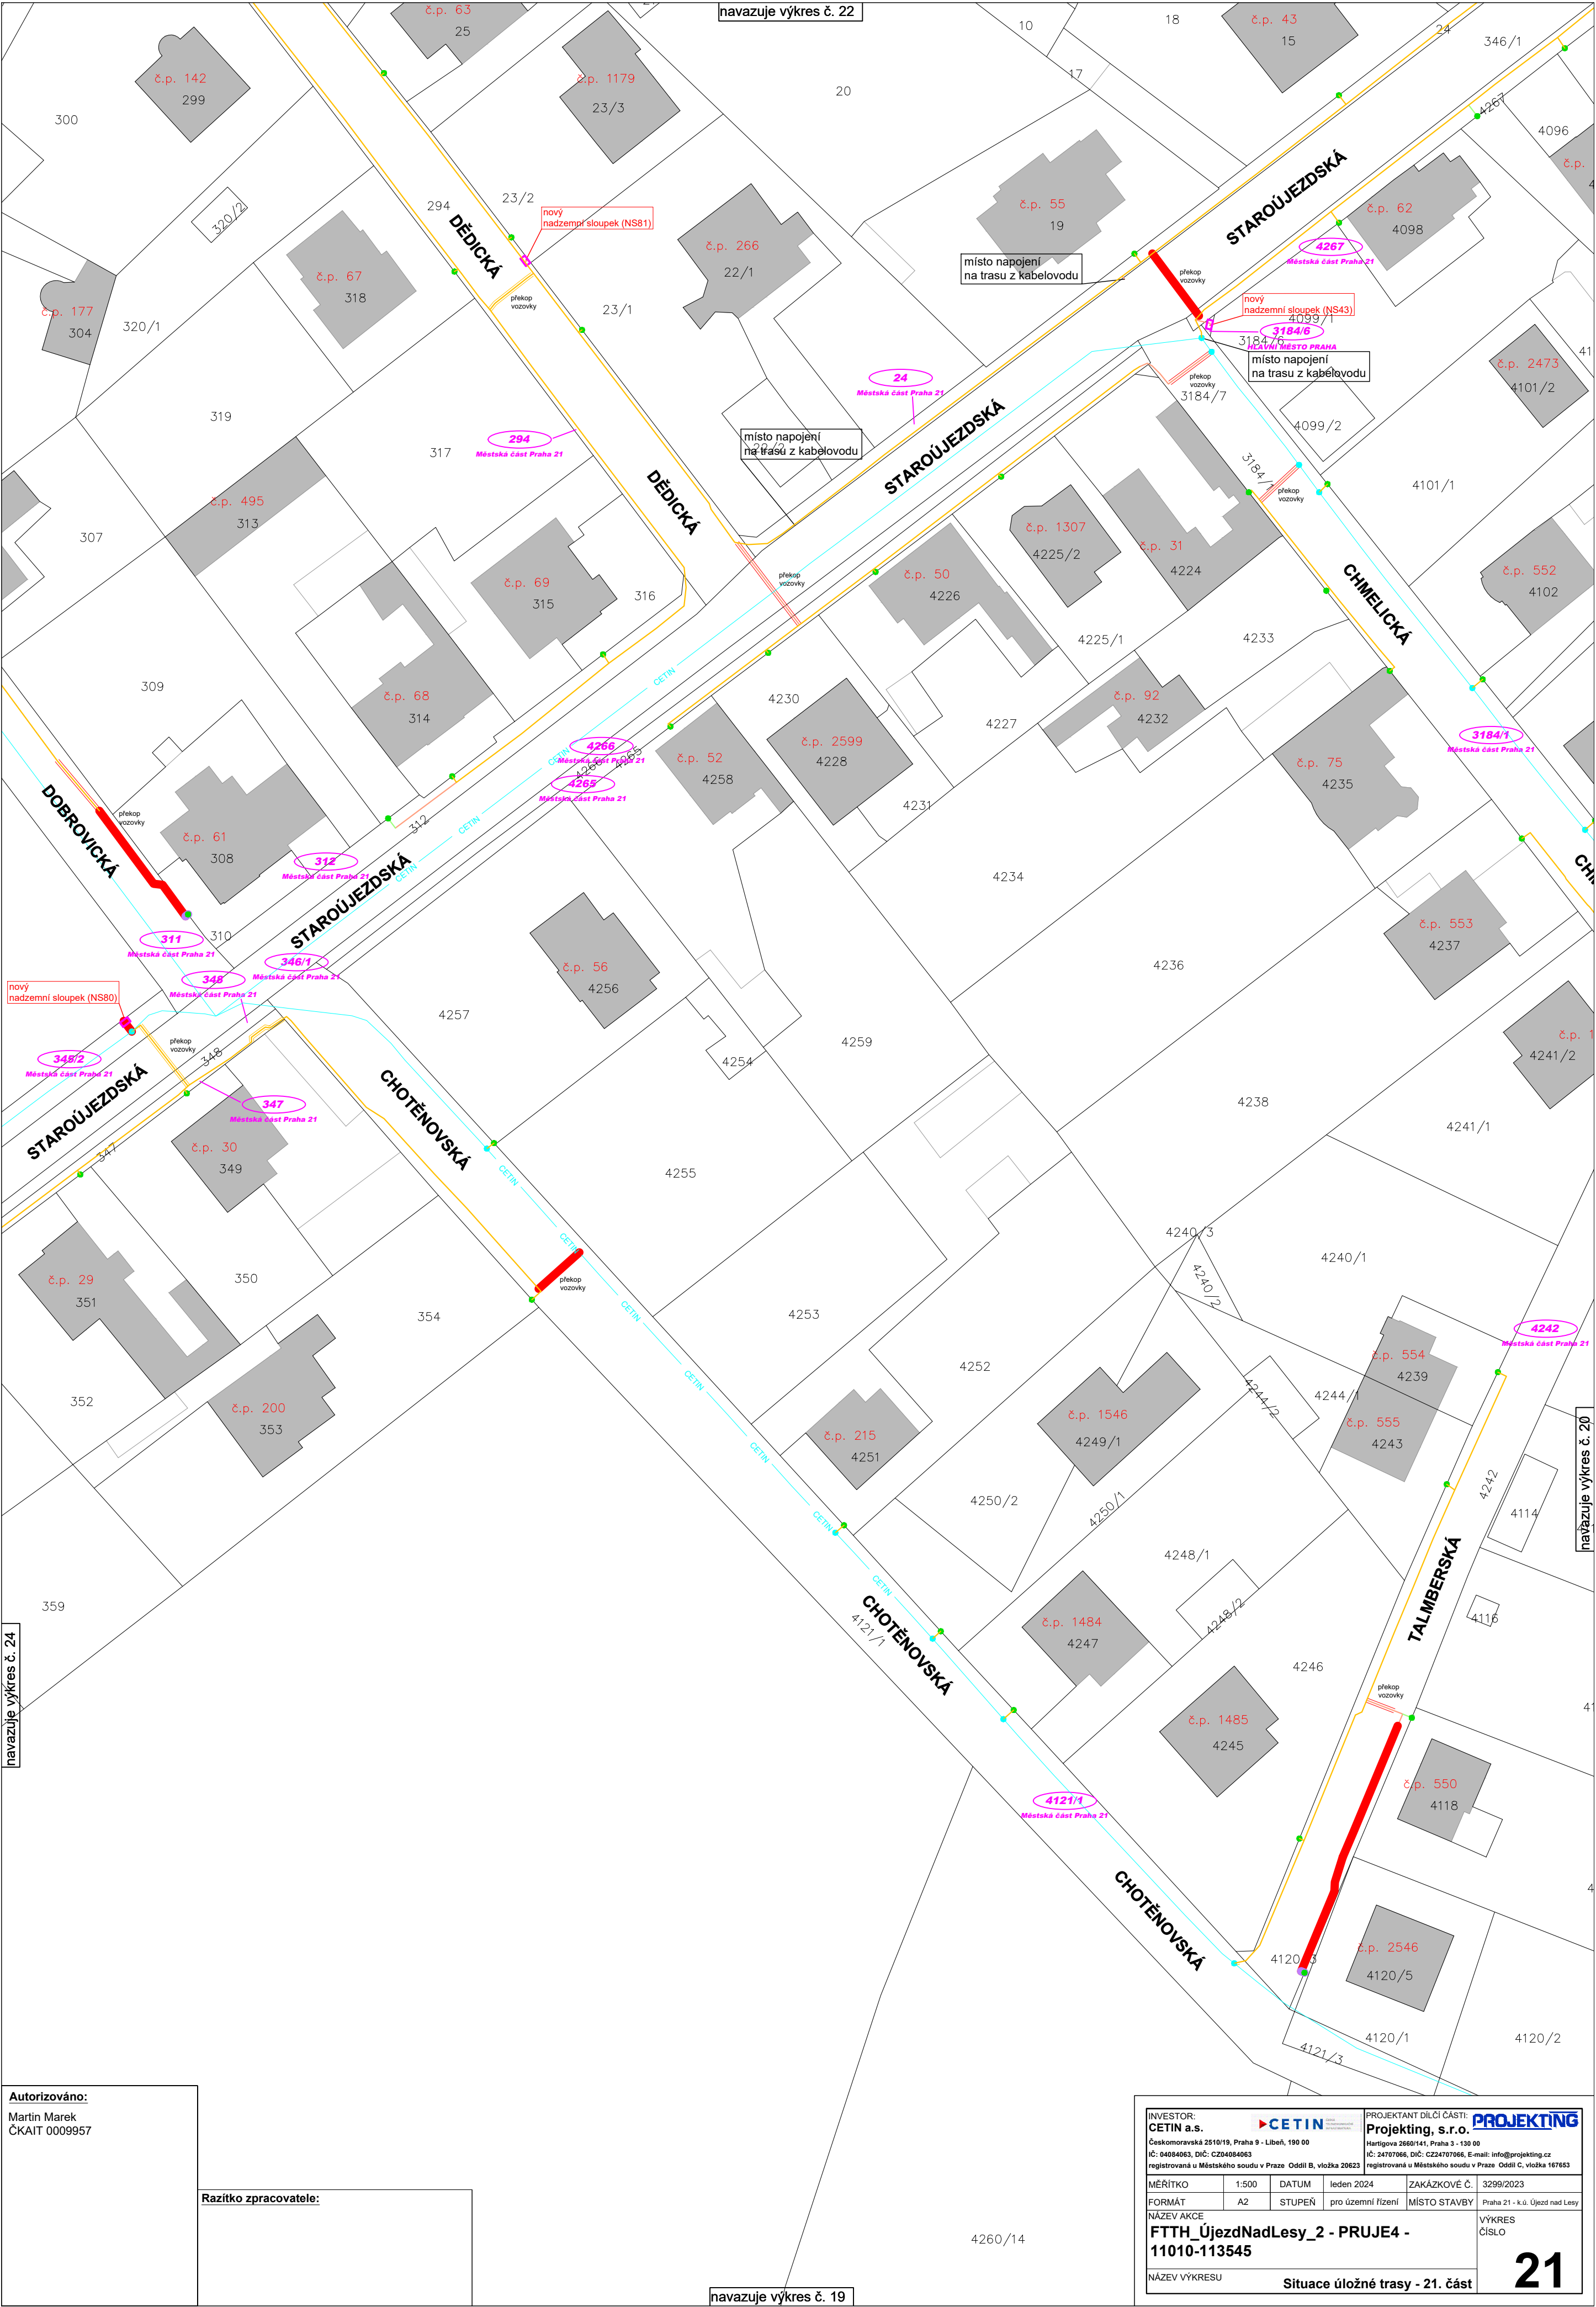 navazuje výkres č. 22
č.p. 63
25
10
18
č.p. 43
15
24
346/1
č.p. 142
299
č.p. 1179
23/3
20
17
300
4267
4096
č.p.
320/2
294
23/2
nový
nadzemní sloupek (NS81)
DĚDICKÁ
č.p. 55
19
STAROÚJEZDSKÁ
č.p. 62
4098
4267
Městská část Praha 21
č.p. 67
318
č.p. 266
22/1
místo napojení
na trasu z kabelovodu
překop
vozovky
č.p. 177
304
320/1
překop
vozovky
23/1
nový
nadzemní sloupek (NS43)
4099/1
3184/6
3184/6
HLAVNÍ MĚSTO PRAHA
místo napojení
na trasu z kabelovodu
č.p. 2473
4101/2
24
Městská část Praha 21
překop
vozovky
3184/7
319
294
Městská část Praha 21
317
místo napojení
na trasu z kabelovodu
STAROÚJEZDSKÁ
4099/2
3184/1
4101/1
č.p. 495
313
DĚDICKÁ
překop
vozovky
307
č.p. 1307
4225/2
č.p. 31
4224
č.p. 69
315
316
překop
vozovky
č.p. 50
4226
č.p. 552
4102
CHMELICKÁ
4225/1
4233
CETIN
309
č.p. 68
314
4230
č.p. 92
4232
4227
4266
Městská část Praha 21
CETIN
4266
4265
4265
Městská část Praha 21
č.p. 52
4258
č.p. 2599
4228
3184/1
Městská část Praha 21
č.p. 75
4235
DOBROVICKÁ
překop
vozovky
4231
č.p. 61
308
312
CETIN
312
Městská část Praha 21
CETIN
4234
STAROÚJEZDSKÁ
310
311
Městská část Praha 21
346/1
Městská část Praha 21
348
Městská část Praha 21
č.p. 56
4256
4236
č.p. 553
4237
nový
nadzemní sloupek (NS80)
4257
překop
vozovky
348
4259
4254
345/2
Městská část Praha 21
4241/2
STAROÚJEZDSKÁ
347
Městská část Praha 21
CHOTĚNOVSKÁ
4238
4241/1
347
č.p. 30
349
CETIN
4255
CETIN
4240/3
4240/1
č.p. 29
351
350
překop
vozovky
4240/2
CETIN
354
4253
4242
Městská část Praha 21
4252
č.p. 554
4239
CETIN
352
č.p. 200
353
4244/2
4244/1
č.p. 1546
4249/1
č.p. 215
4251
č.p. 555
4243
CETIN
navazuje výkres č. 20
4242
4250/2
4250/1
4114
CETIN
4248/1
TALMBERSKÁ
CETIN
359
CHOTĚNOVSKÁ
4121/1
č.p. 1484
4247
4248/2
4116
navazuje výkres č. 24
4246
překop
vozovky
č.p. 1485
4245
č.p. 550
4118
4121/1
Městská část Praha 21
CHOTĚNOVSKÁ
4120/3
č.p. 2546
4120/5
4120/1
4120/2
4121/3
Autorizováno:
Martin Marek
ČKAIT 0009957
Razítko zpracovatele:
4260/14
navazuje výkres č. 19
INVESTOR:
CETIN a.s.
CETIN
Českomoravská 2510/19, Praha 9 - Libeň, 190 00
IČ: 04084063, DIČ: CZ04084063
registrovaná u Městského soudu v Praze Oddíl B, vložka 20623
PROJEKTANT DÍLČÍ ČÁSTI:
PROJEKTING
Projekting, s.r.o.
Hartigova 2660/141, Praha 3 - 130 00
IČ: 24707066, DIČ: CZ24707066, E-mail: info@projekting.cz
registrovaná u Městského soudu v Praze Oddíl C, vložka 167653
MĚŘÍTKO 1:500 DATUM leden 2024 ZAKÁZKOVÉ Č. 3299/2023
FORMÁT A2 STUPEŇ pro územní řízení MÍSTO STAVBY Praha 21 - k.ú. Újezd nad Lesy
NÁZEV AKCE
FTTH_ÚjezdNadLesy_2 - PRUJE4 -
11010-113545
VÝKRES
ČÍSLO
21
NÁZEV VÝKRESU
Situace úložné trasy - 21. část